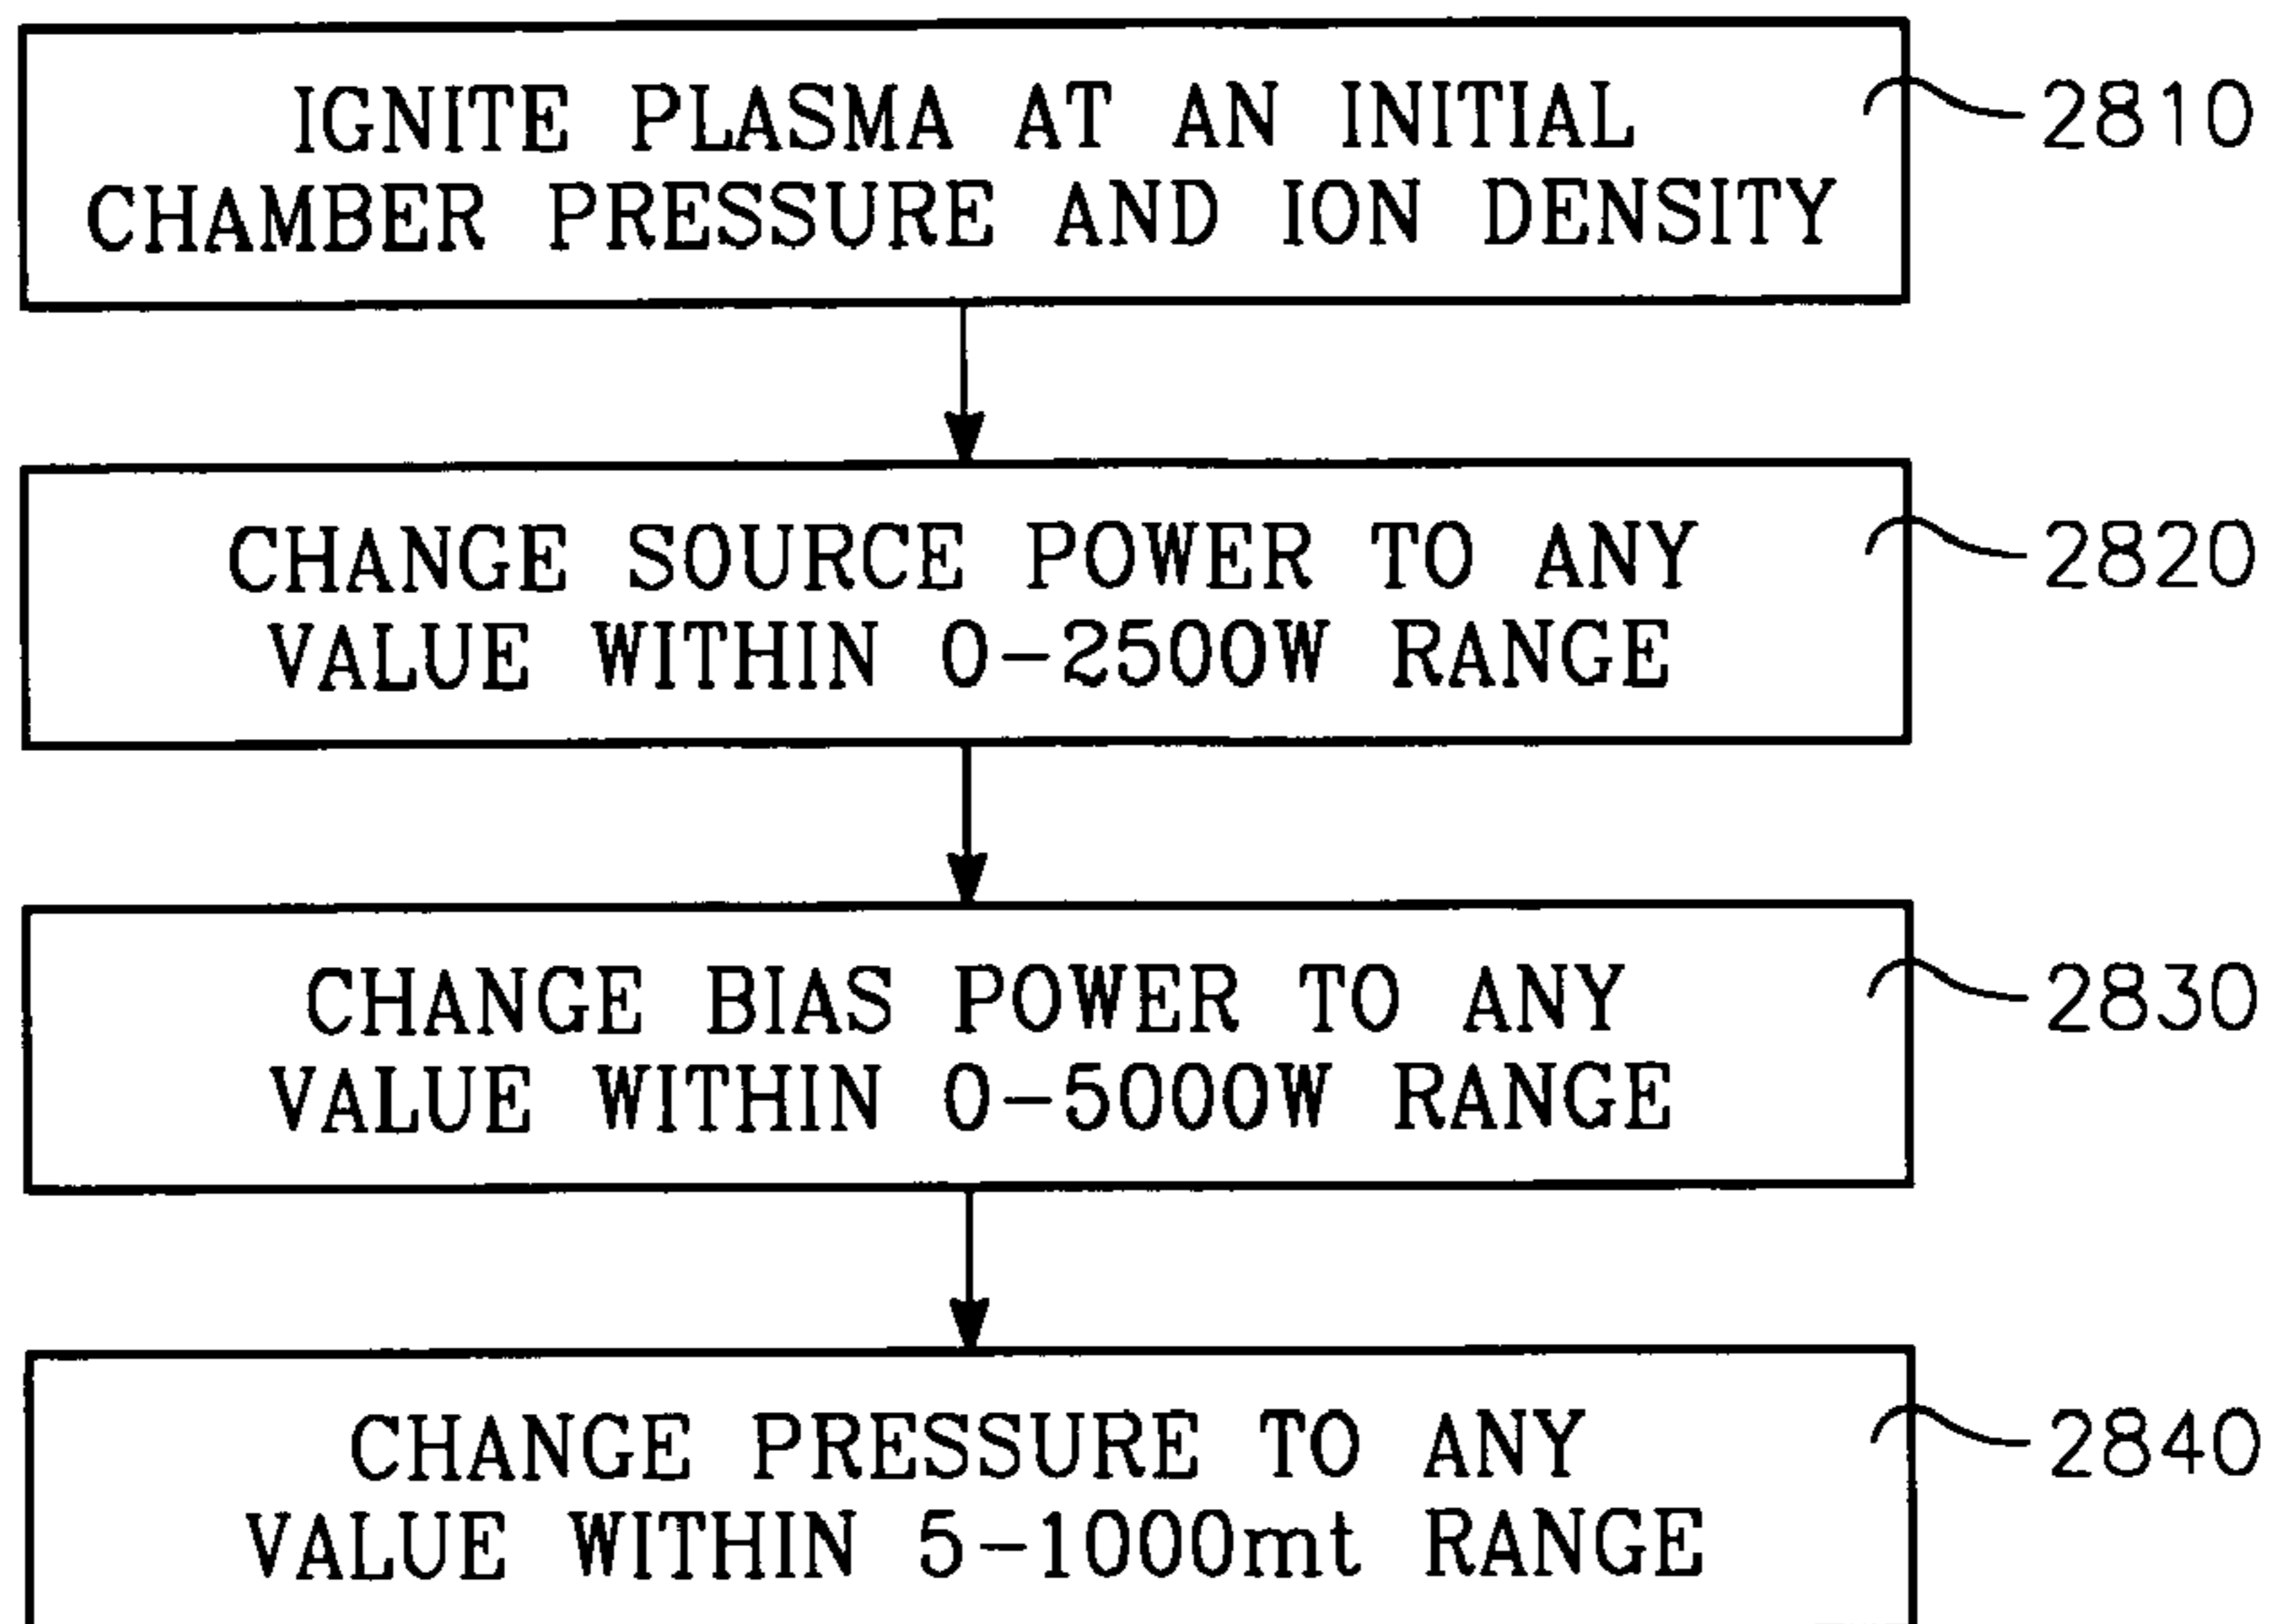 IGNITE PLASMA AT AN INITIAL
CHAMBER PRESSURE AND ION DENSITY
2810
CHANGE SOURCE POWER TO ANY
VALUE WITHIN 0-2500W RANGE
2820
CHANGE BIAS POWER TO ANY
VALUE WITHIN 0-5000W RANGE
2830
CHANGE PRESSURE TO ANY
VALUE WITHIN 5-1000mt RANGE
2840